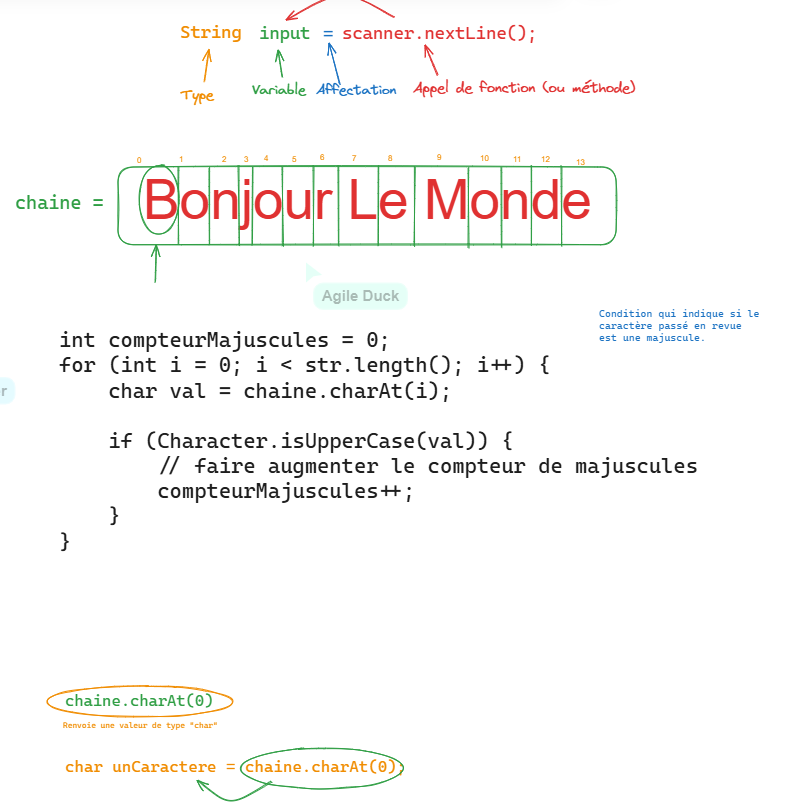 String input = scanner.nextLine();
Type Variable Affectation Appel de fonction (ou méthode)
0 1 2 3 4 5 6 7 8 9 10 11 12 13
chaine = Bonjour Le Monde
Agile Duck
Condition qui indique si le
caractère passé en revue
est une majuscule.
int compteurMajuscules = 0;
for (int i = 0; i < str.length(); i++) {
char val = chaine.charAt(i);
if (Character.isUpperCase(val)) {
// faire augmenter le compteur de majuscules
compteurMajuscules++;
}
}
chaine.charAt(0)
Renvoie une valeur de type "char"
char unCaractere = chaine.charAt(0);